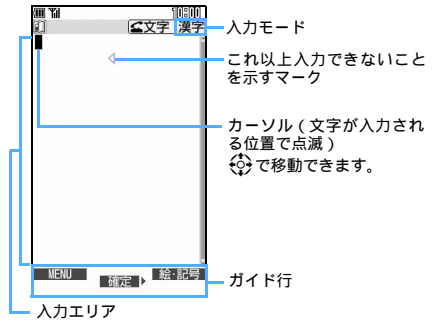 10:00
文字 漢字
入力モード
これ以上入力できないこと
を示すマーク
カーソル（文字が入力され
る位置で点滅）
で移動できます。
MENU 確定 絵・記号
ガイド行
入力エリア